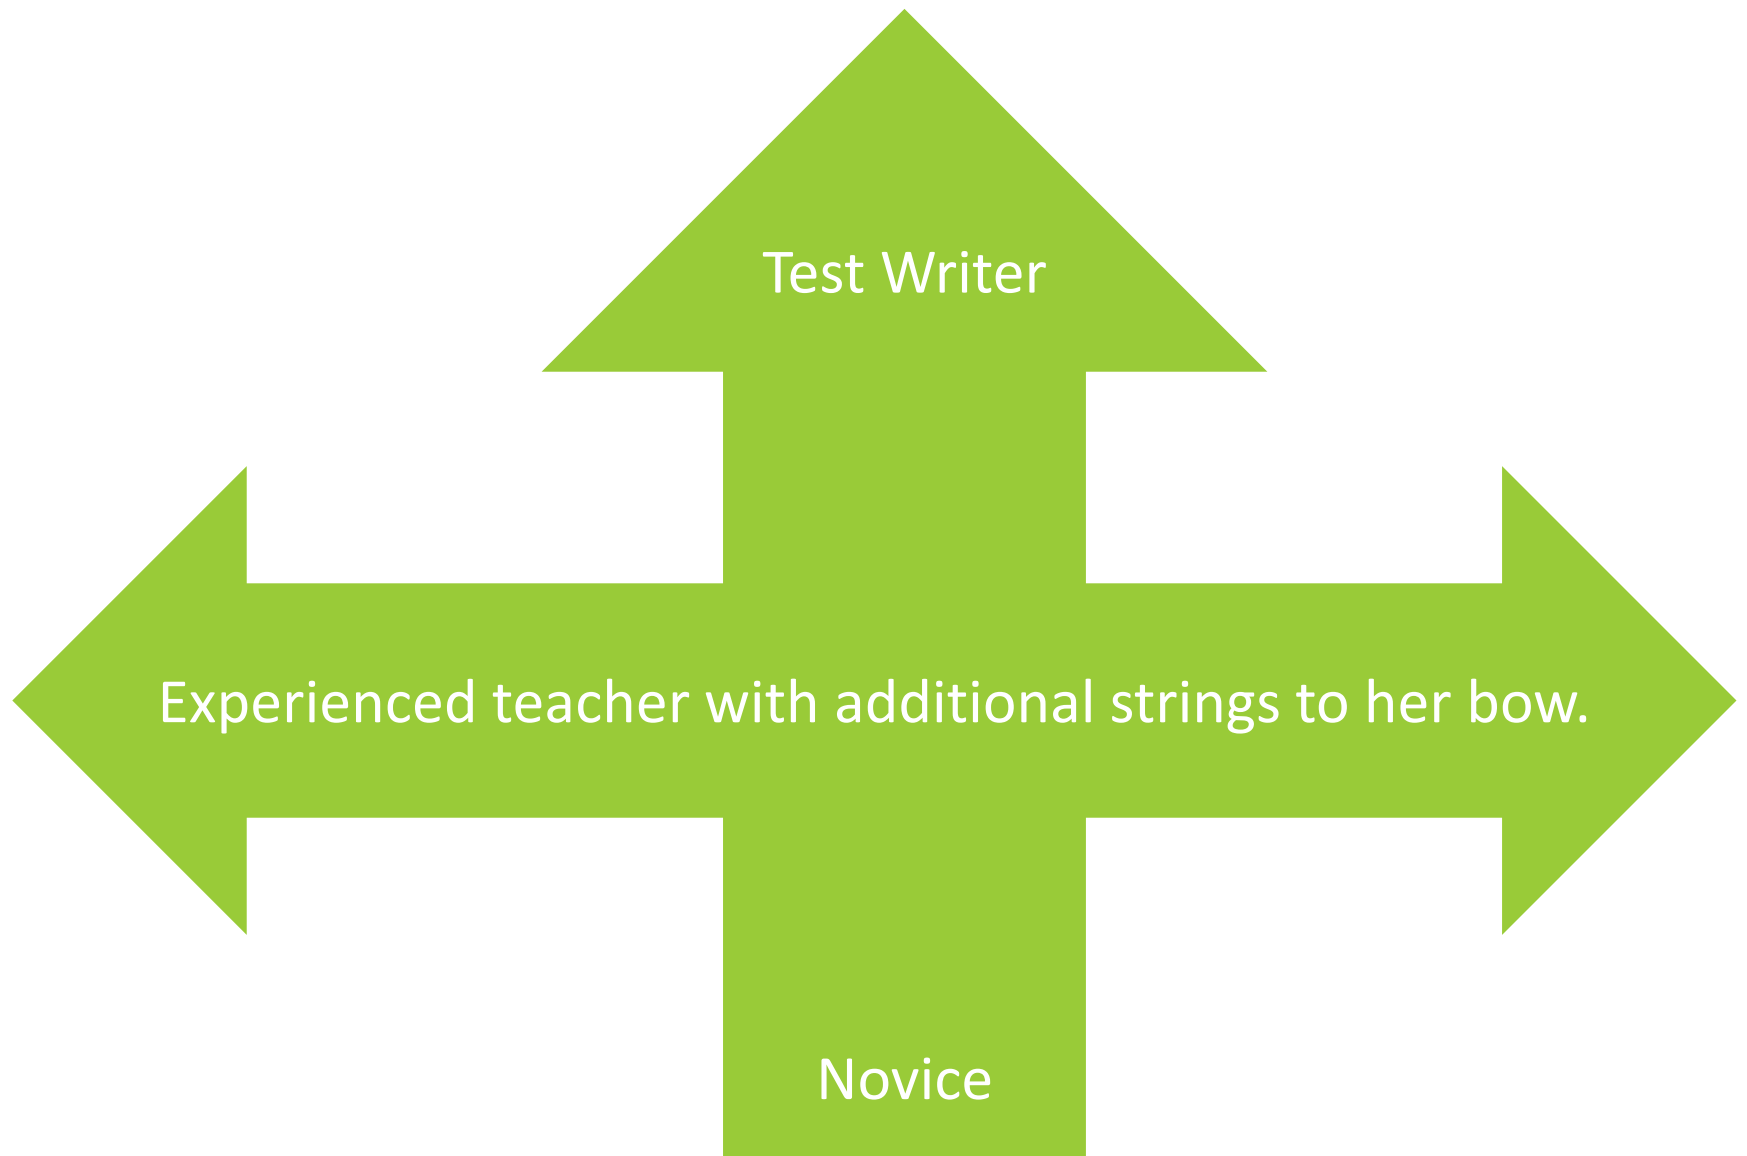 Test Writer
Experienced teacher with additional strings to her bow.
Novice